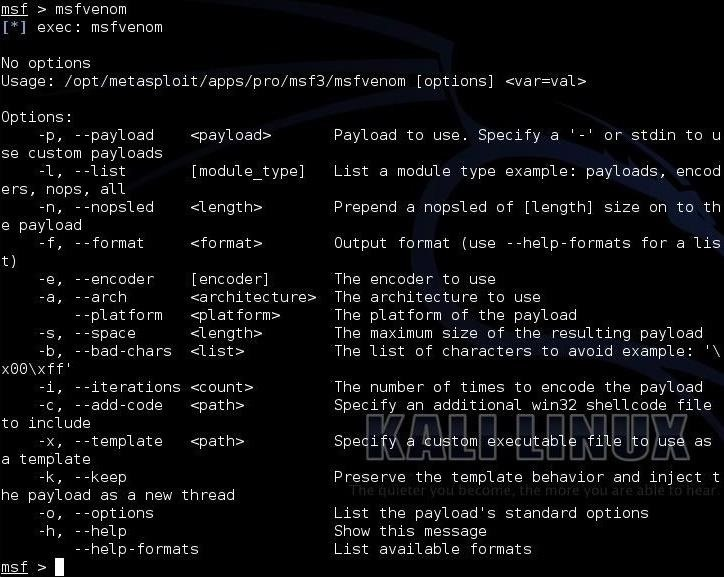 msf > msfvenom
[*] exec: msfvenom
No options
Usage: /opt/metasploit/apps/pro/msf3/msfvenom [options] <var=val>
Options:
-p, --payload <payload> Payload to use. Specify a '-' or stdin to u
se custom payloads
-l, --list [module_type] List a module type example: payloads, encod
ers, nops, all
-n, --nopsled <length> Prepend a nopsled of [length] size on to th
e payload
-f, --format <format> Output format (use --help-formats for a lis
t)
-e, --encoder [encoder] The encoder to use
-a, --arch <architecture> The architecture to use
--platform <platform> The platform of the payload
-s, --space <length> The maximum size of the resulting payload
-b, --bad-chars <list> The list of characters to avoid example: '\
x00\xff'
-i, --iterations <count> The number of times to encode the payload
-c, --add-code <path> Specify an additional win32 shellcode file
to include
-x, --template <path> Specify a custom executable file to use as
a template
-k, --keep Preserve the template behavior and inject t
he payload as a new thread
-o, --options List the payload's standard options
-h, --help Show this message
--help-formats List available formats
msf >
KALI LINUX
The quieter you become, the more you are able to hear.